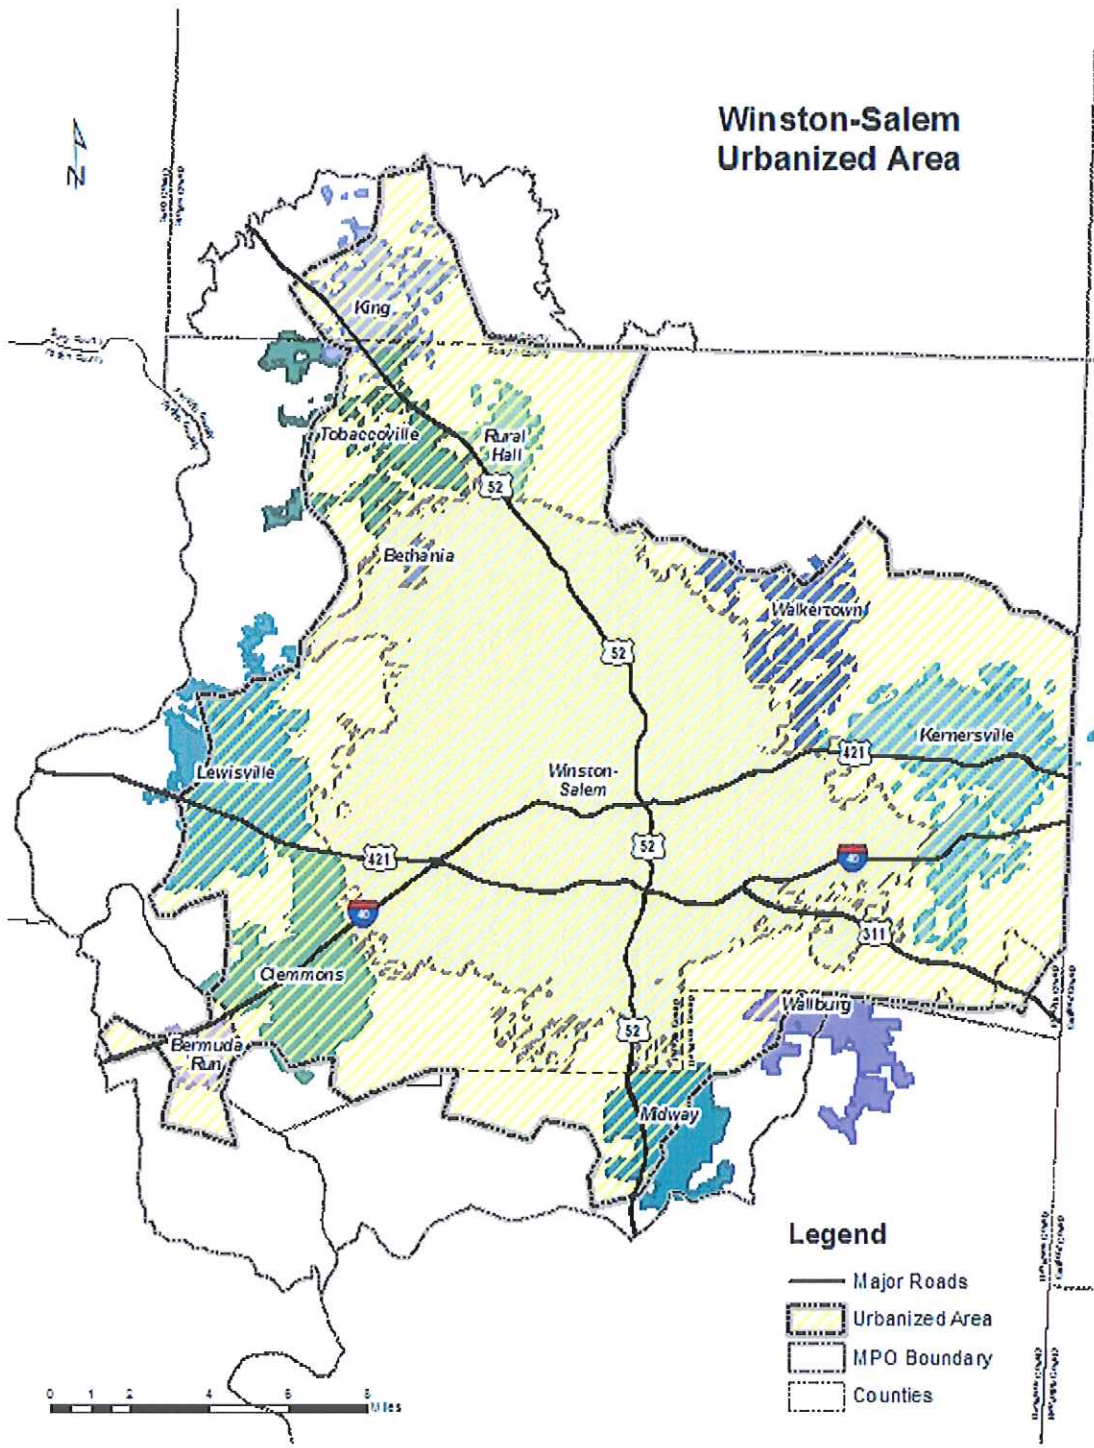 Winston-Salem
Urbanized Area
N
King
Tobaccoville
Rural
Hall
52
Bethania
Walkertown
52
Kernersville
421
Lewisville
Winston-
Salem
52
421
40
40
311
Clemmons
Wallburg
52
Bermuda
Run
Midway
Legend
Major Roads
Urbanized Area
MPO Boundary
Counties
0 1 2 4 6 8
Miles